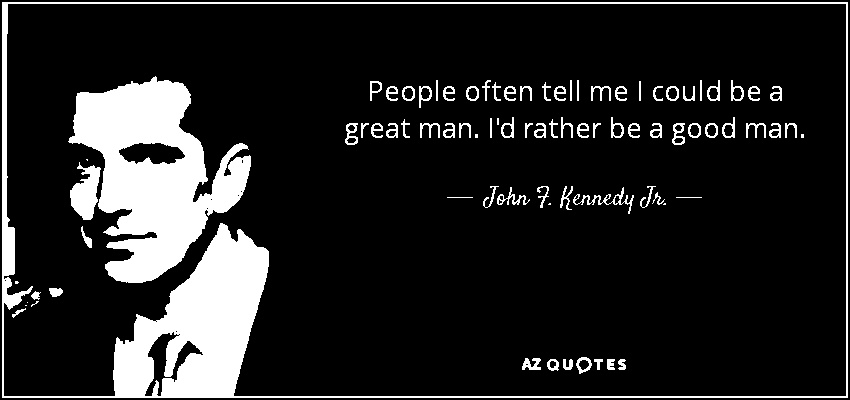 People often tell me I could be a
great man. I'd rather be a good man.
— John F. Kennedy Jr. —
AZ QUOTES